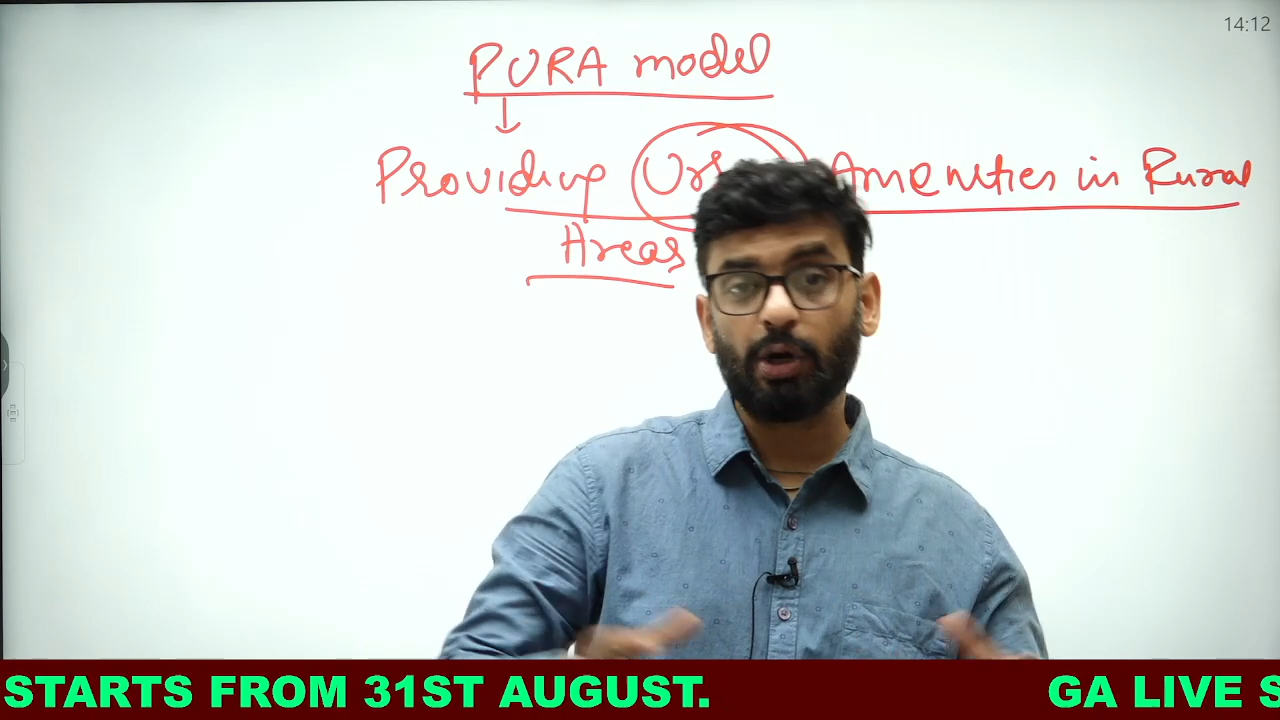 14:12
PURA model
Providing Amenities in Rural
Areas
STARTS FROM 31ST AUGUST. GA LIVE S